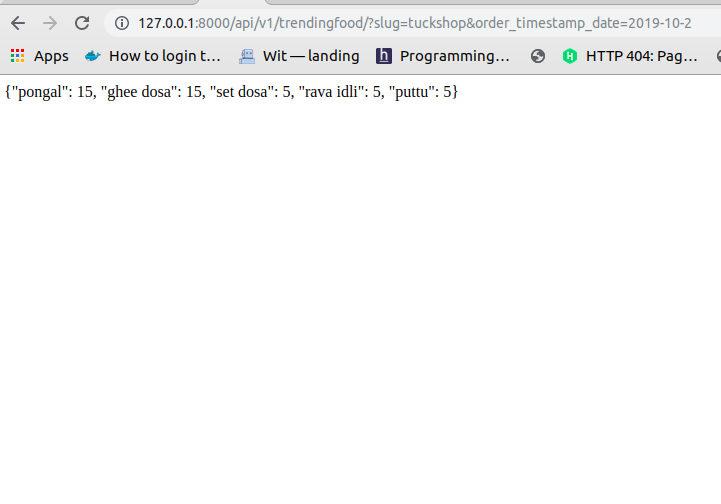 127.0.0.1:8000/api/v1/trendingfood/?slug=tuckshop&order_timestamp_date=2019-10-2
Apps How to login t... Wit — landing h Programming... H HTTP 404: Pag...
{"pongal": 15, "ghee dosa": 15, "set dosa": 5, "rava idli": 5, "puttu": 5}